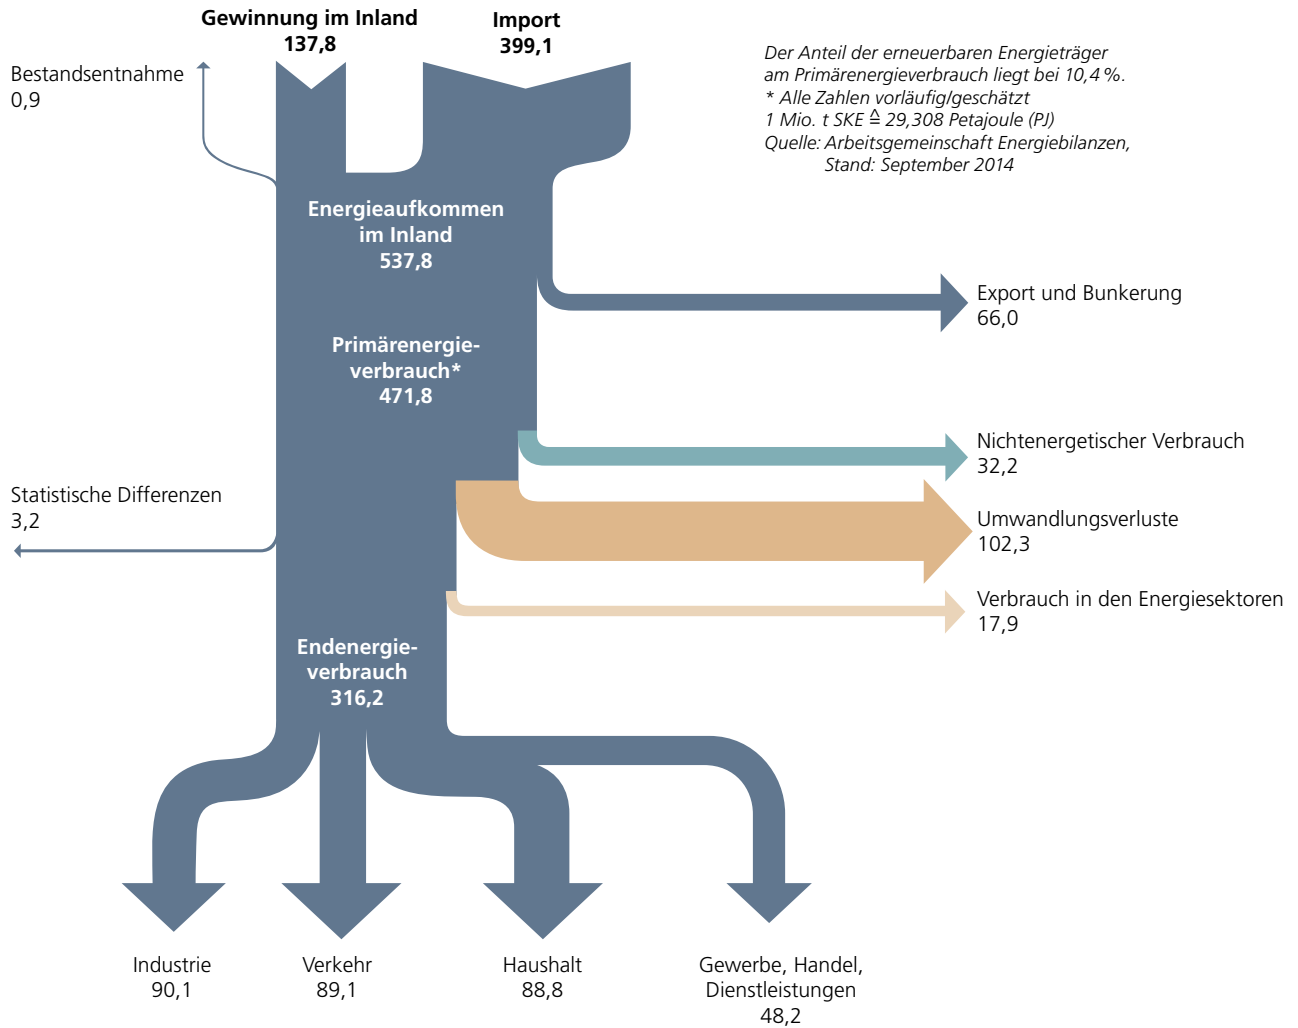 Gewinnung im Inland
137,8
Import
399,1
Der Anteil der erneuerbaren Energieträger
am Primärenergieverbrauch liegt bei 10,4 %.
* Alle Zahlen vorläufig/geschätzt
1 Mio. t SKE ≙ 29,308 Petajoule (PJ)
Quelle: Arbeitsgemeinschaft Energiebilanzen,
Stand: September 2014
Bestandsentnahme
0,9
Energieaufkommen
im Inland
537,8
Export und Bunkerung
66,0
Primärenergie-
verbrauch*
471,8
Nichtenergetischer Verbrauch
32,2
Statistische Differenzen
3,2
Umwandlungsverluste
102,3
Verbrauch in den Energiesektoren
17,9
Endenergie-
verbrauch
316,2
Industrie
90,1
Verkehr
89,1
Haushalt
88,8
Gewerbe, Handel,
Dienstleistungen
48,2